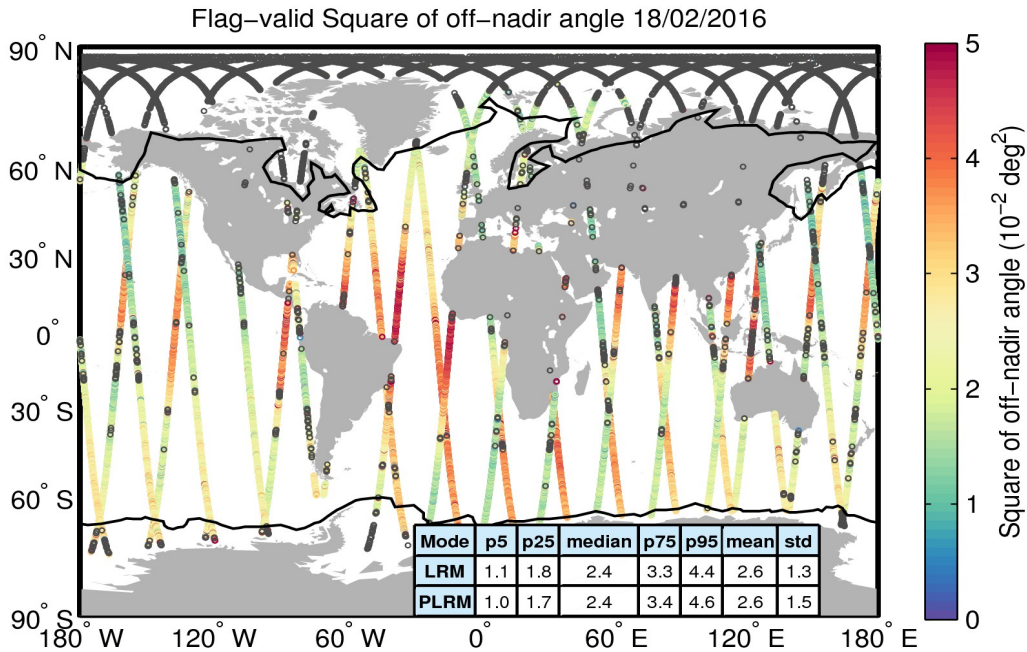 Flag−valid Square of off−nadir angle 18/02/2016
90° N
60° N
30° N
0°
30° S
60° S
90° S
180° W
120° W
60° W
0°
60° E
120° E
180° E
Mode p5 p25 median p75 p95 mean std
LRM 1.1 1.8 2.4 3.3 4.4 2.6 1.3
PLRM 1.0 1.7 2.4 3.4 4.6 2.6 1.5
5
4
3
2
1
0
Square of off−nadir angle (10⁻² deg²)